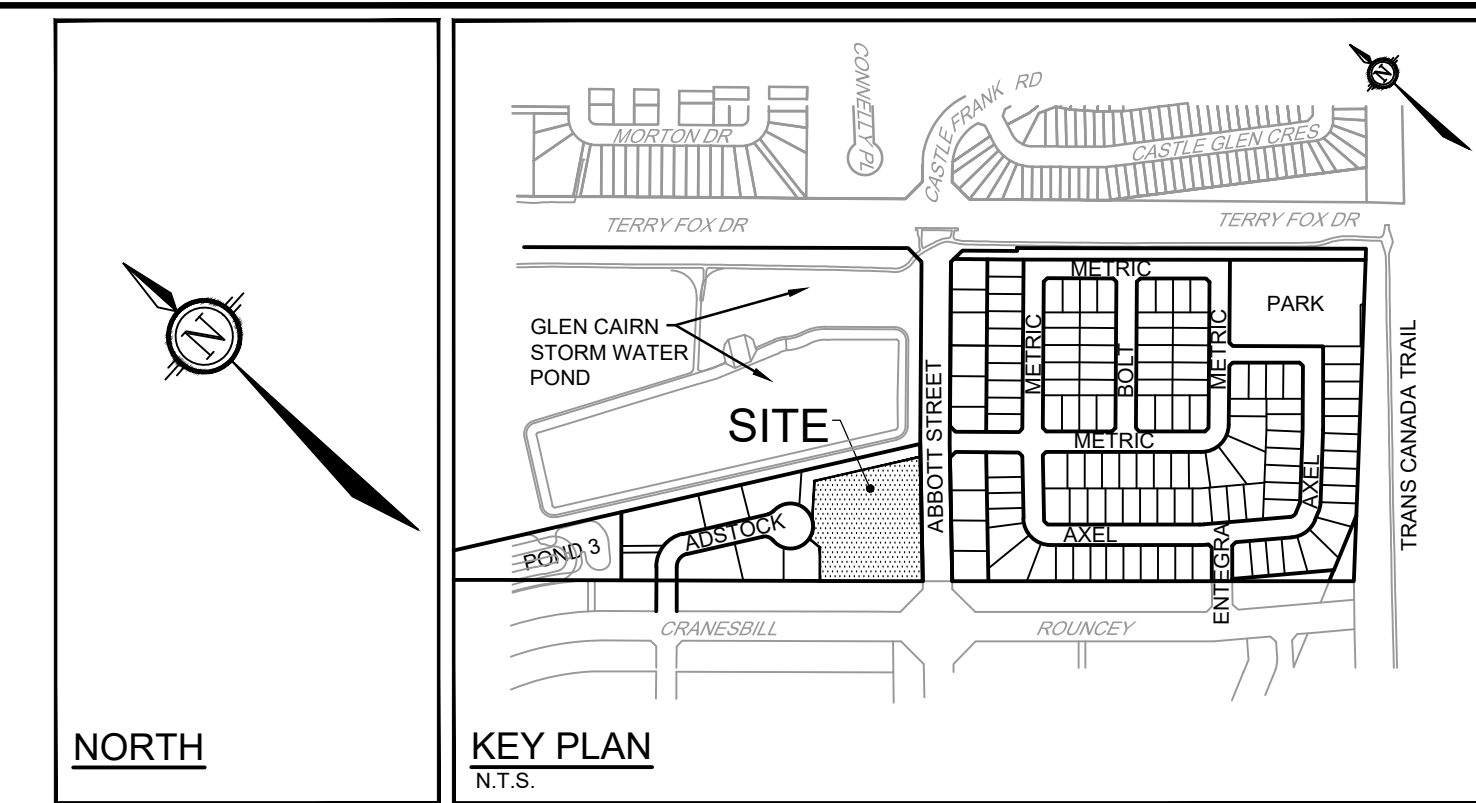 N
NORTH
N
CONNELLY PL
CASTLE FRANK RD
MORTON DR
CASTLE GLEN CRES
TERRY FOX DR
TERRY FOX DR
METRIC
PARK
GLEN CAIRN
STORM WATER
POND
METRIC
BOLT
METRIC
TRANS CANADA TRAIL
ABBOTT STREET
SITE
METRIC
AXEL
ADSTOCK
AXEL
POND 3
ENTEGRA
CRANESBILL
ROUNCEY
KEY PLAN
N.T.S.